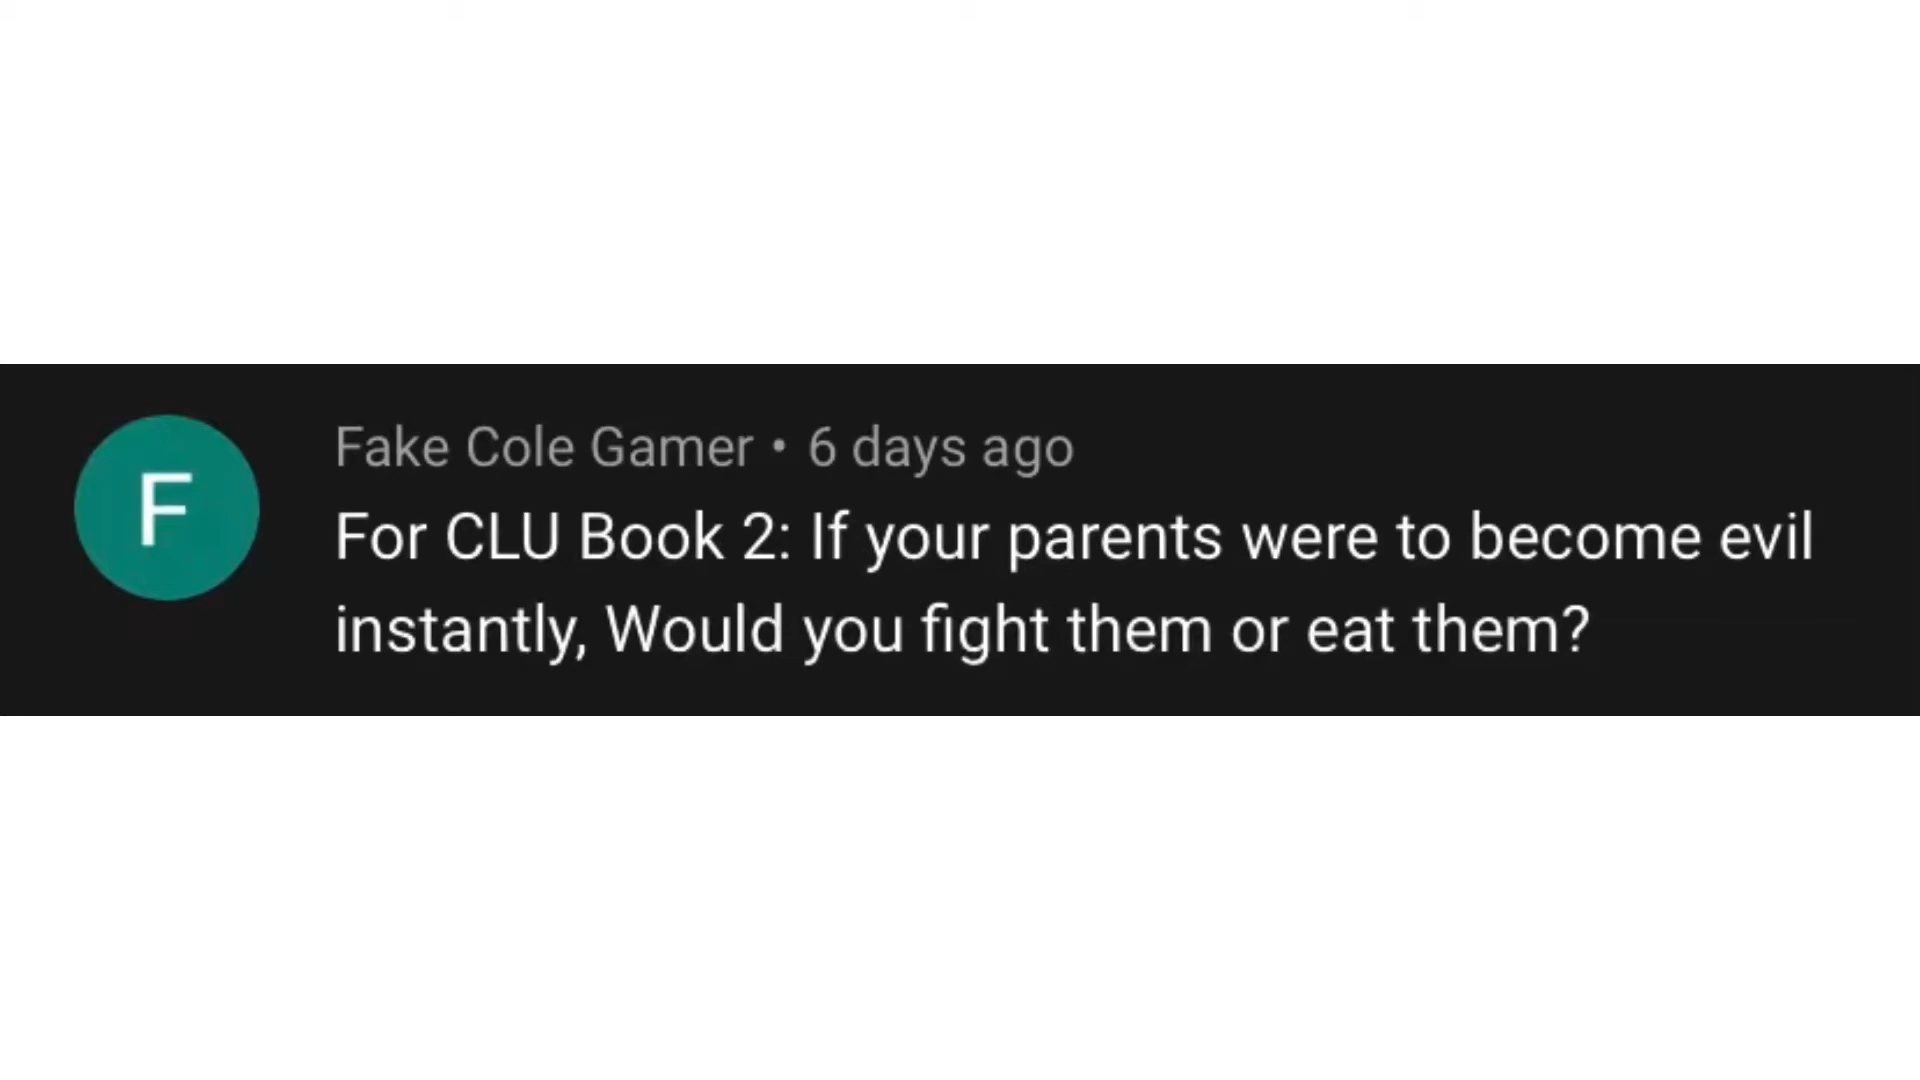 F
Fake Cole Gamer • 6 days ago
For CLU Book 2: If your parents were to become evil
instantly, Would you fight them or eat them?